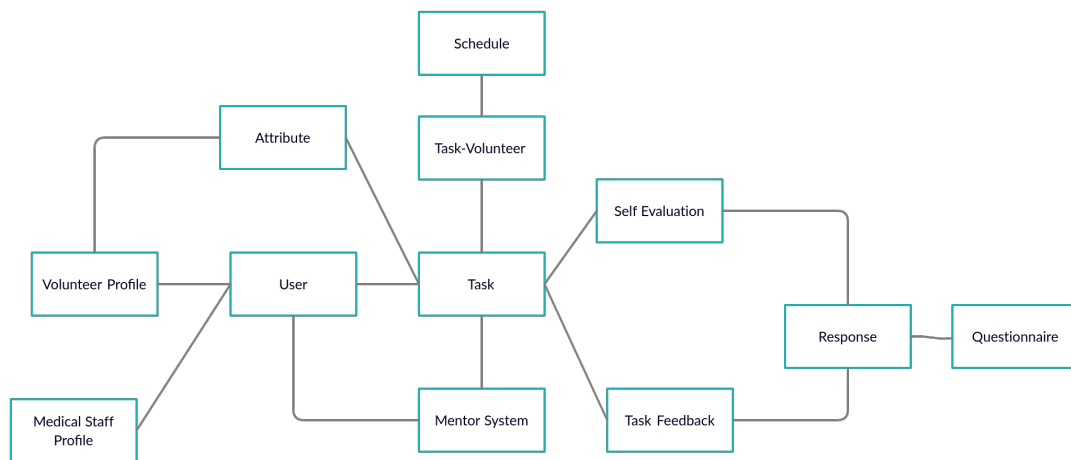 Schedule
Attribute
Task-Volunteer
Self Evaluation
Volunteer Profile
User
Task
Response
Questionnaire
Medical Staff
Profile
Mentor System
Task Feedback